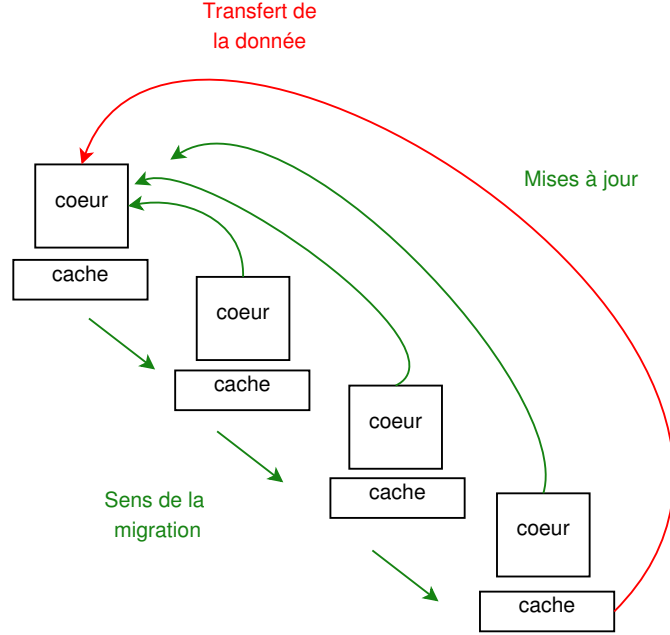 Transfert de
la donnée
Mises à jour
coeur
cache
coeur
cache
coeur
cache
Sens de la
migration
coeur
cache